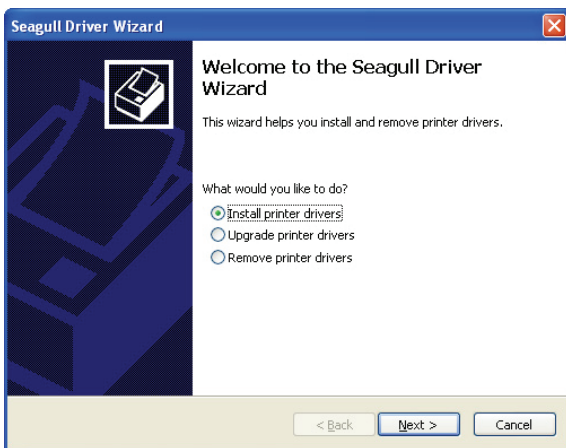 Seagull Driver Wizard
Welcome to the Seagull Driver
Wizard
This wizard helps you install and remove printer drivers.
What would you like to do?
Install printer drivers
Upgrade printer drivers
Remove printer drivers
< Back
Next >
Cancel